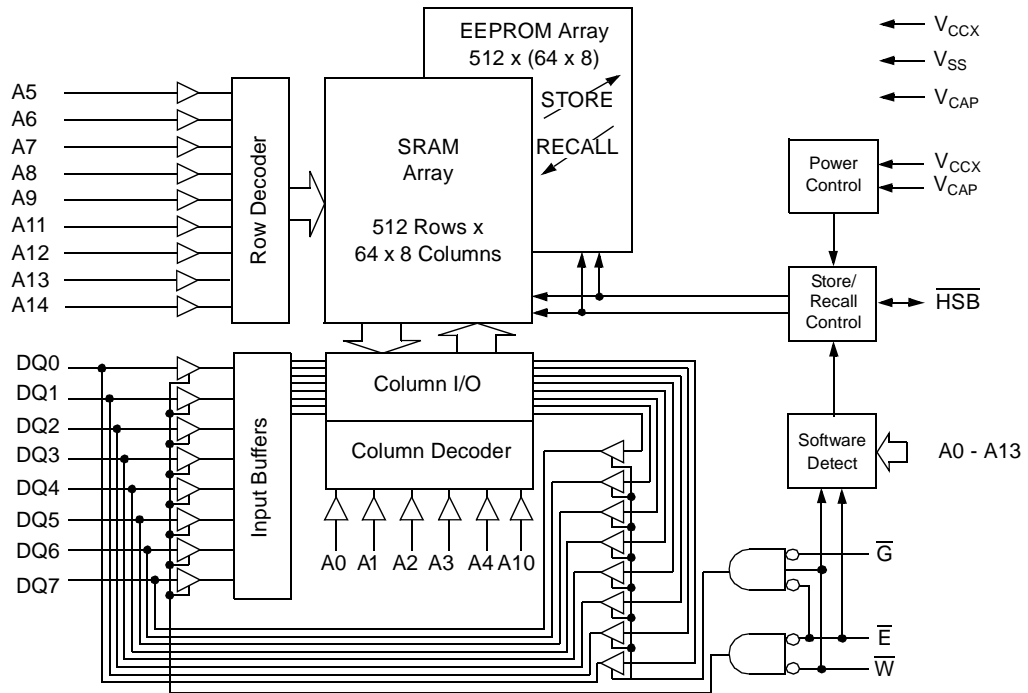 EEPROM Array
512 x (64 x 8)
STORE
RECALL
V_CCX
V_SS
V_CAP
A5
A6
A7
A8
A9
A11
A12
A13
A14
Row Decoder
SRAM
Array
512 Rows x
64 x 8 Columns
Power
Control
V_CCX
V_CAP
Store/
Recall
Control
H̅S̅B̅
DQ0
DQ1
DQ2
DQ3
DQ4
DQ5
DQ6
DQ7
Input Buffers
Column I/O
Column Decoder
A0 A1 A2 A3 A4 A10
Software
Detect
A0 - A13
G̅
E̅
W̅